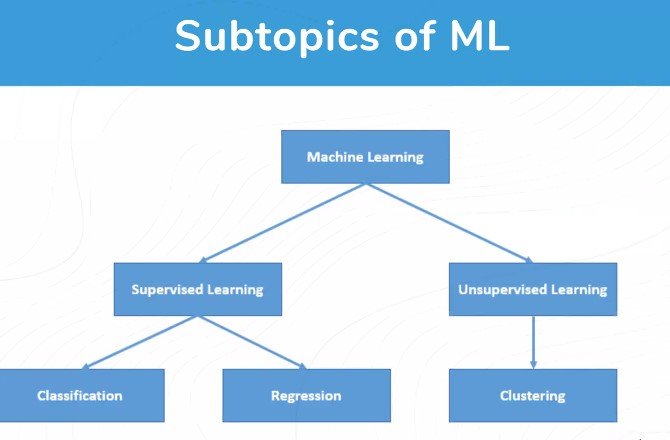 Subtopics of ML
Machine Learning
Supervised Learning
Unsupervised Learning
Classification
Regression
Clustering